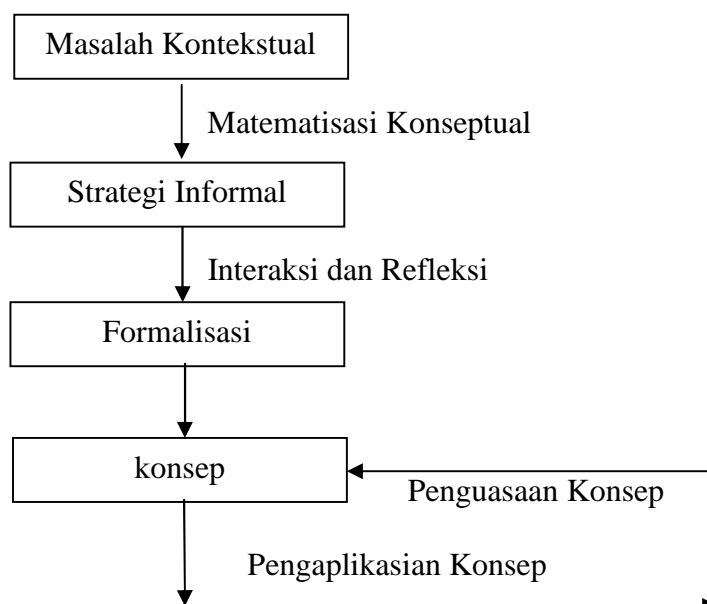 Masalah Kontekstual
Matematisasi Konseptual
Strategi Informal
Interaksi dan Refleksi
Formalisasi
konsep
Penguasaan Konsep
Pengaplikasian Konsep